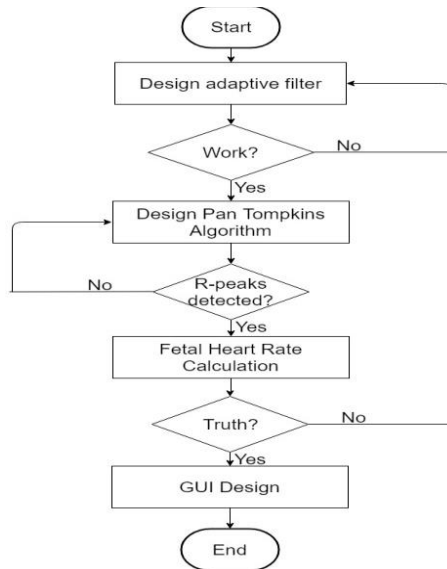 Start
Design adaptive filter
Work?
No
Yes
Design Pan Tompkins
Algorithm
No
R-peaks
detected?
Yes
Fetal Heart Rate
Calculation
Truth?
No
Yes
GUI Design
End